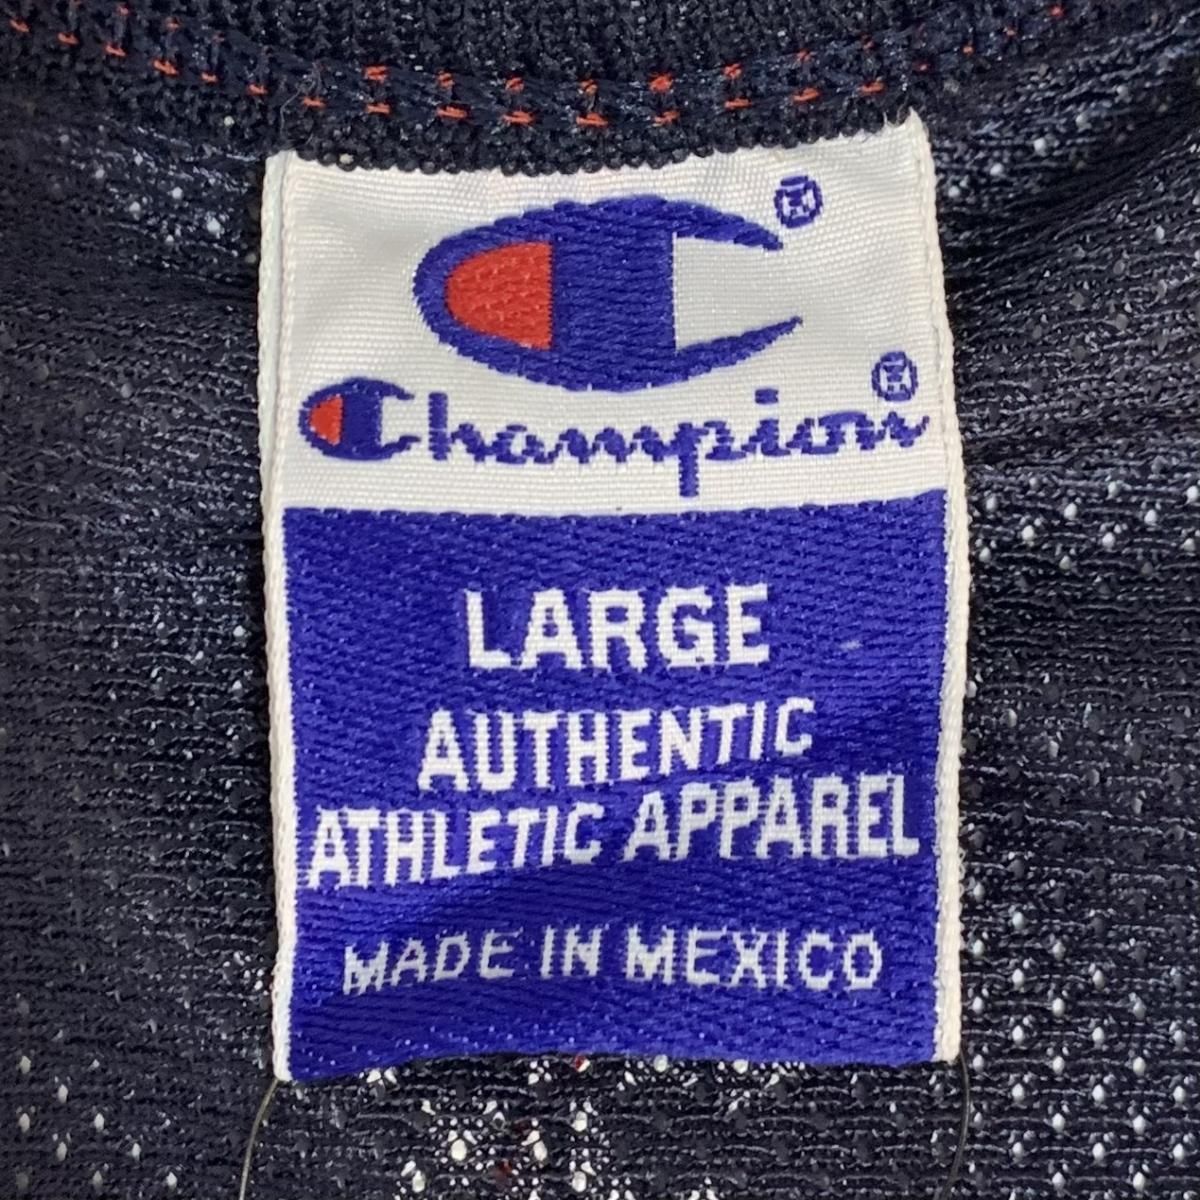 ®
Champion®
LARGE
AUTHENTIC
ATHLETIC APPAREL
MADE IN MEXICO